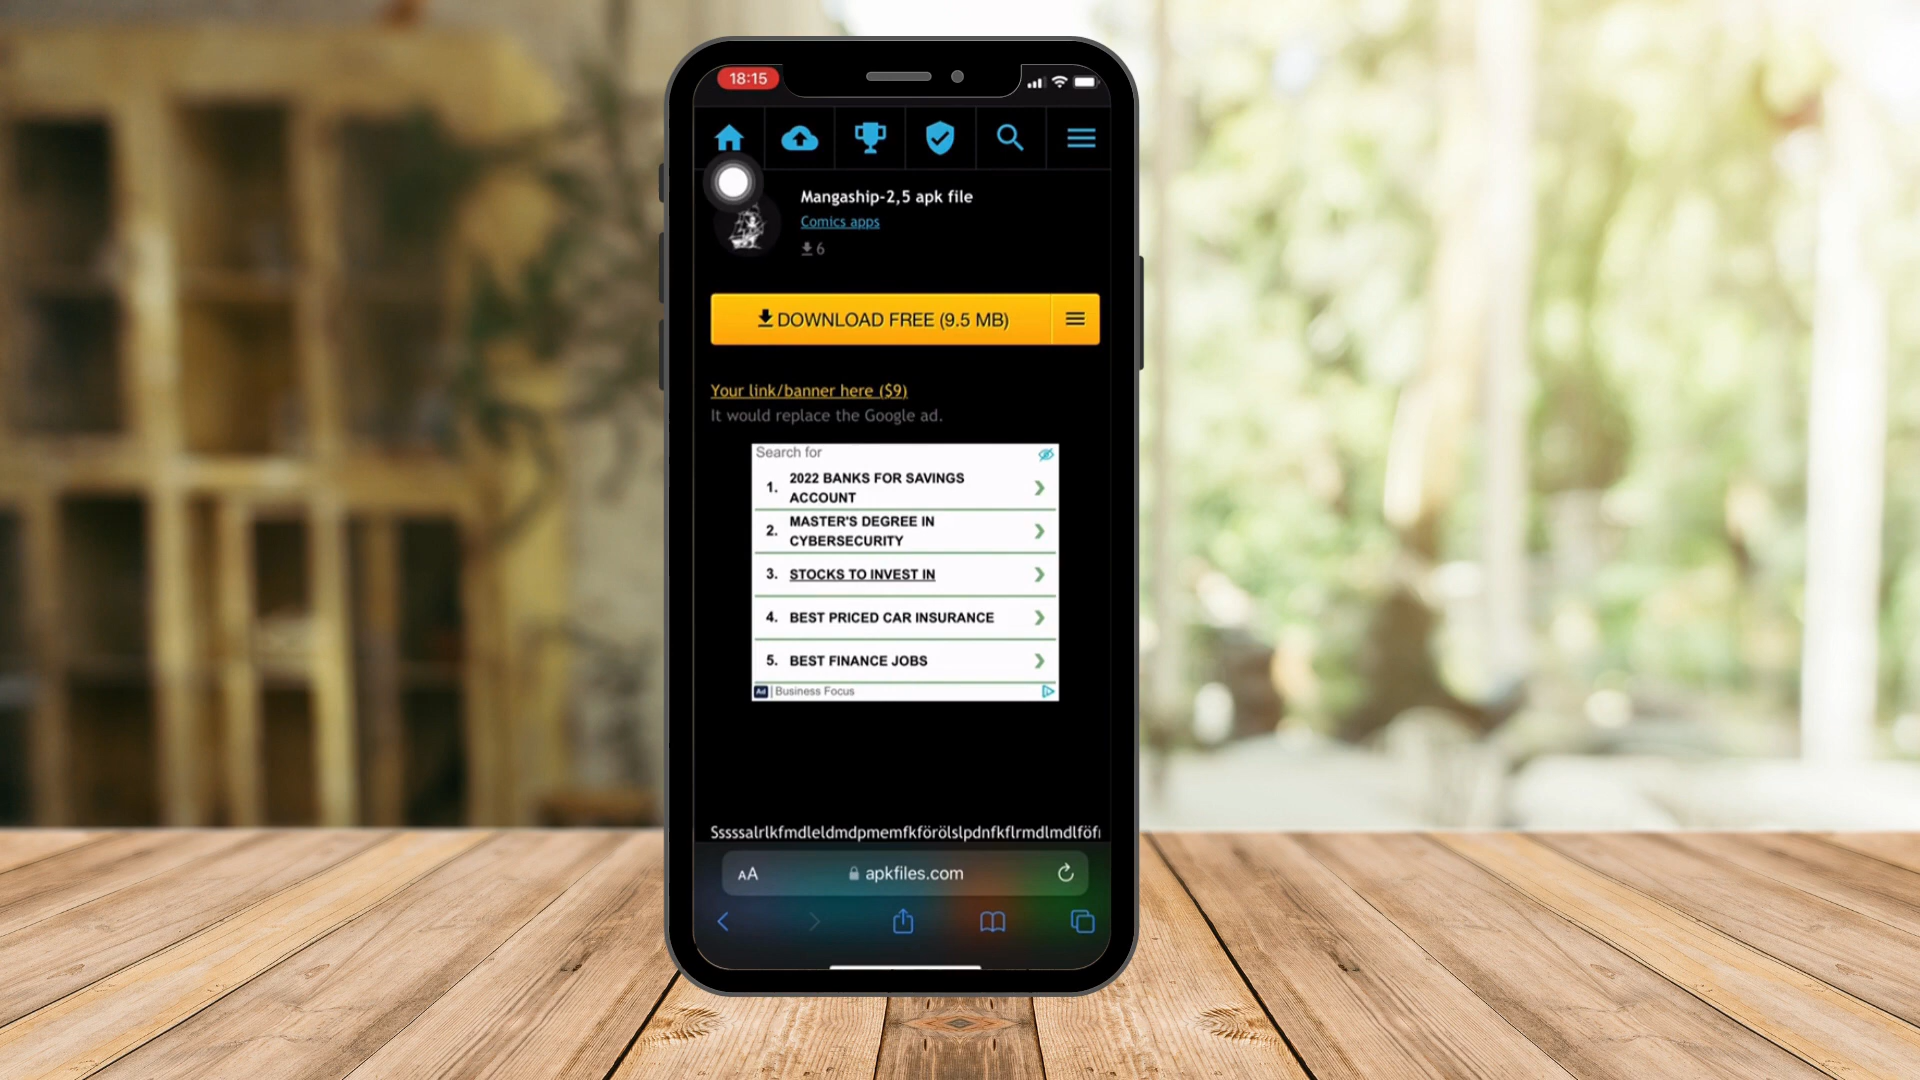 18:15
Mangaship-2,5 apk file
Comics apps
6
DOWNLOAD FREE (9.5 MB)
Your link/banner here ($9)
It would replace the Google ad.
Search for
1. 2022 BANKS FOR SAVINGS
ACCOUNT
2. MASTER'S DEGREE IN
CYBERSECURITY
3. STOCKS TO INVEST IN
4. BEST PRICED CAR INSURANCE
5. BEST FINANCE JOBS
Ad | Business Focus
AA apkfiles.com